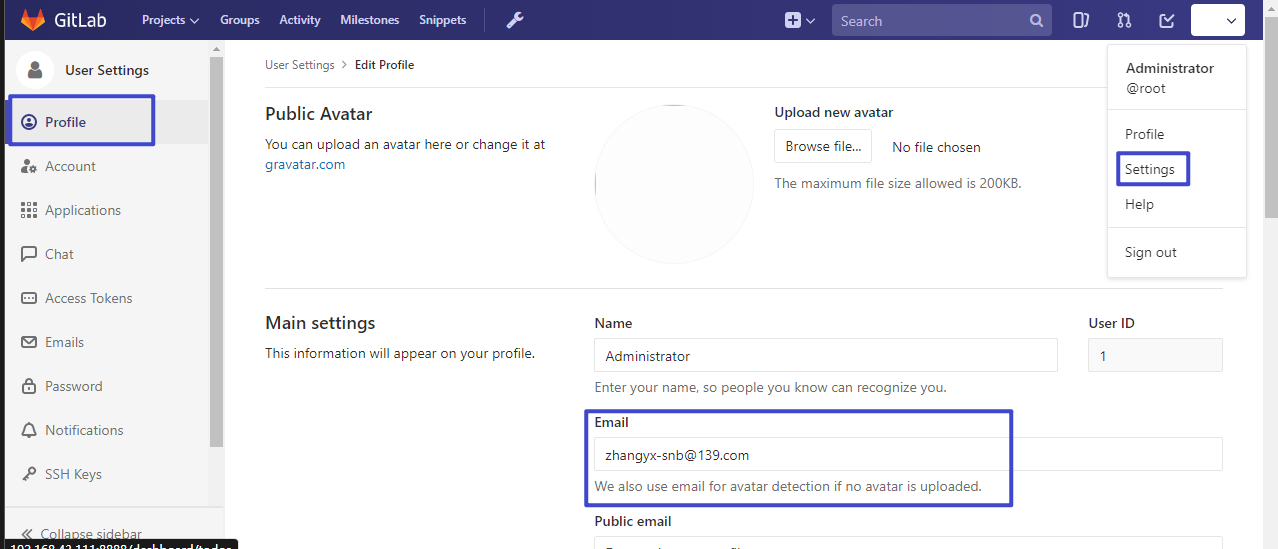 GitLab Projects Groups Activity Milestones Snippets Search
User Settings
Profile
Account
Applications
Chat
Access Tokens
Emails
Password
Notifications
SSH Keys
Collapse sidebar
User Settings > Edit Profile
Public Avatar
You can upload an avatar here or change it at
gravatar.com
Upload new avatar
Browse file... No file chosen
The maximum file size allowed is 200KB.
Administrator
@root
Profile
Settings
Help
Sign out
Main settings
This information will appear on your profile.
Name
Administrator
Enter your name, so people you know can recognize you.
User ID
1
Email
zhangyx-snb@139.com
We also use email for avatar detection if no avatar is uploaded.
Public email